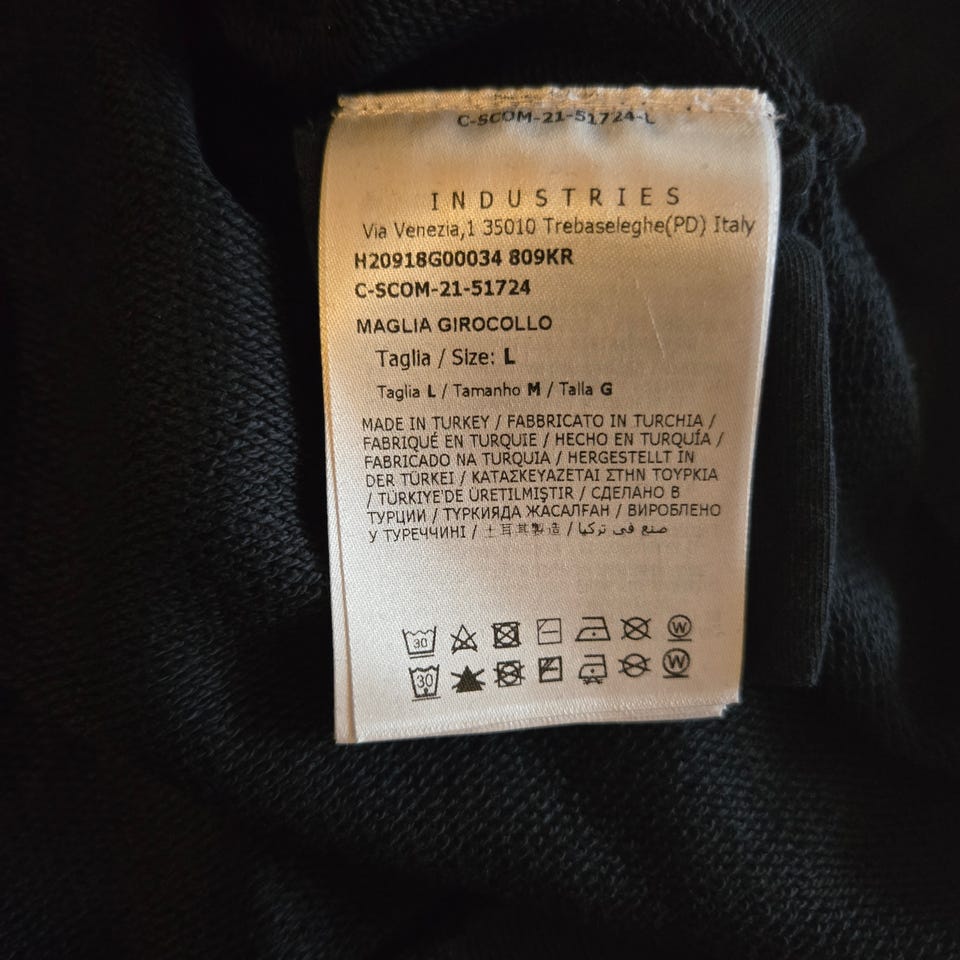 C-SCOM-21-51724-L
INDUSTRIES
Via Venezia,1 35010 Trebaseleghe(PD) Italy
H20918G00034 809KR
C-SCOM-21-51724
MAGLIA GIROCOLLO
Taglia / Size: L
Taglia L / Tamanho M / Talla G
MADE IN TURKEY / FABBRICATO IN TURCHIA /
FABRIQUÉ EN TURQUIE / HECHO EN TURQUÍA /
FABRICADO NA TURQUIA / HERGESTELLT IN
DER TÜRKEI / ΚΑΤΑΣΚΕΥΑΖΕΤΑΙ ΣΤΗΝ ΤΟΥΡΚΙΑ
/ TÜRKİYE'DE ÜRETİLMİŞTİR / СДЕЛАНО В
ТУРЦИИ / ТҮРКИЯДА ЖАСАЛҒАН / ВИРОБЛЕНО
У ТУРЕЧЧИНІ / 土耳其製造 / صنع في تركيا
30 W
30 W